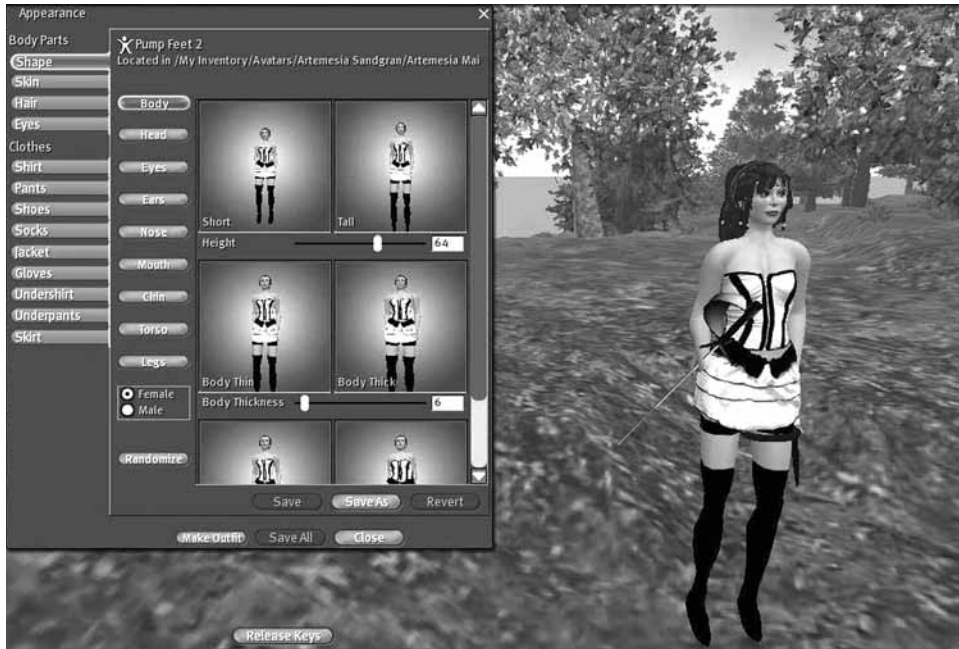 Appearance
Body Parts
Shape
Skin
Hair
Eyes
Clothes
Shirt
Pants
Shoes
Socks
Jacket
Gloves
Undershirt
Underpants
Skirt
Pump Feet 2
Located in /My Inventory/Avatars/Artemesia Sandgran/Artemesia Mai
Body
Head
Eyes
Ears
Nose
Mouth
Chin
Torso
Legs
Female
Male
Randomize
Short Tall
Height 64
Body Thin Body Thick
Body Thickness 6
Save Save As Revert
Make Outfit Save All Close
Release Keys